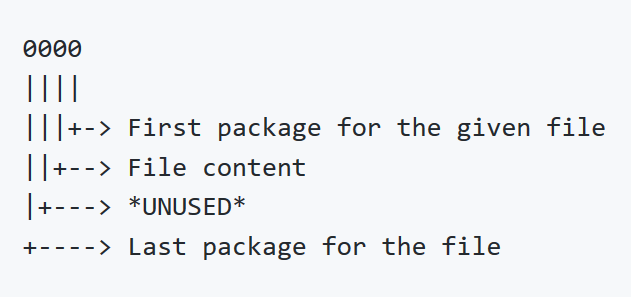 0000
||||
|||+-> First package for the given file
||+--> File content
|+---> *UNUSED*
+----> Last package for the file